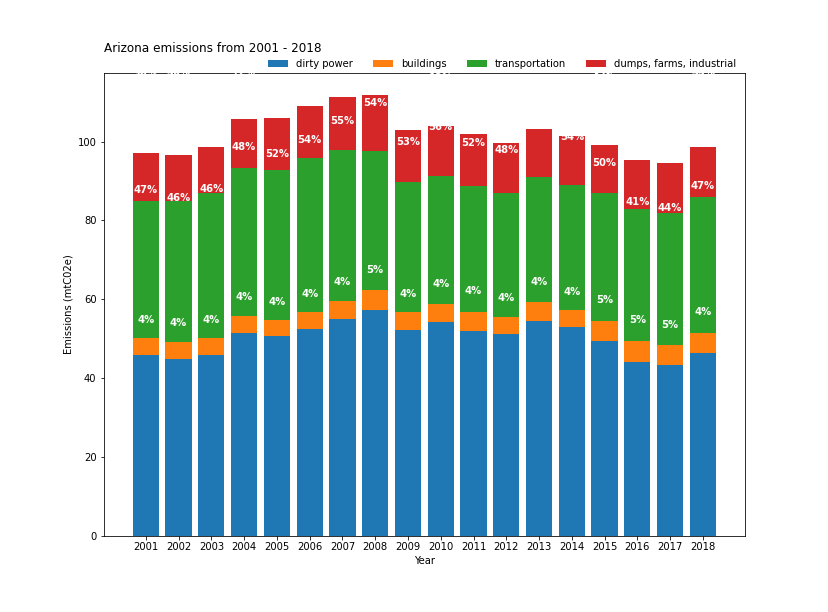 Arizona emissions from 2001 - 2018
dirty power buildings transportation dumps, farms, industrial
54%
55%
100
54% 53% 56% 52% 54%
48% 52% 48% 50%
47% 46% 46% 41% 44% 47%
80
5%
4% 4% 4% 4% 4% 4% 4% 4% 4% 5%
60
4% 4% 4% 5% 5% 4%
Emissions (mtC02e)
40
20
0
2001 2002 2003 2004 2005 2006 2007 2008 2009 2010 2011 2012 2013 2014 2015 2016 2017 2018
Year